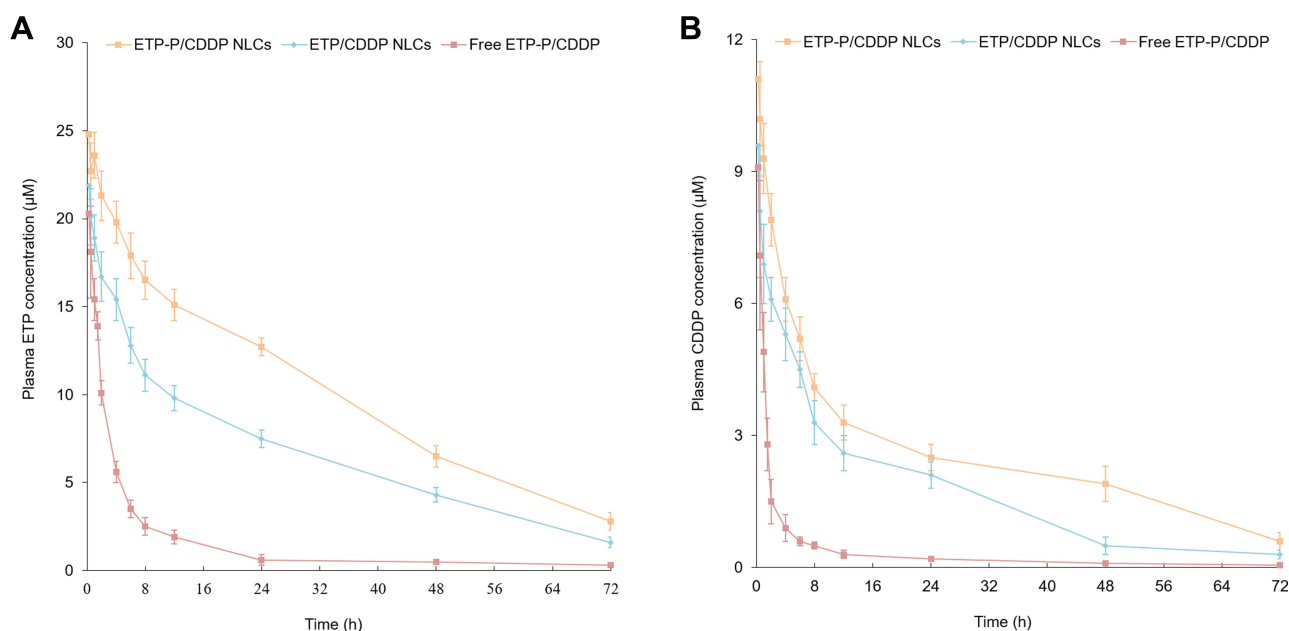 A
ETP-P/CDDP NLCs ETP/CDDP NLCs Free ETP-P/CDDP
30
25
20
15
10
5
0
Plasma ETP concentration (μM)
0 8 16 24 32 40 48 56 64 72
Time (h)
B
ETP-P/CDDP NLCs ETP/CDDP NLCs Free ETP-P/CDDP
12
9
6
3
0
Plasma CDDP concentration (μM)
0 8 16 24 32 40 48 56 64 72
Time (h)